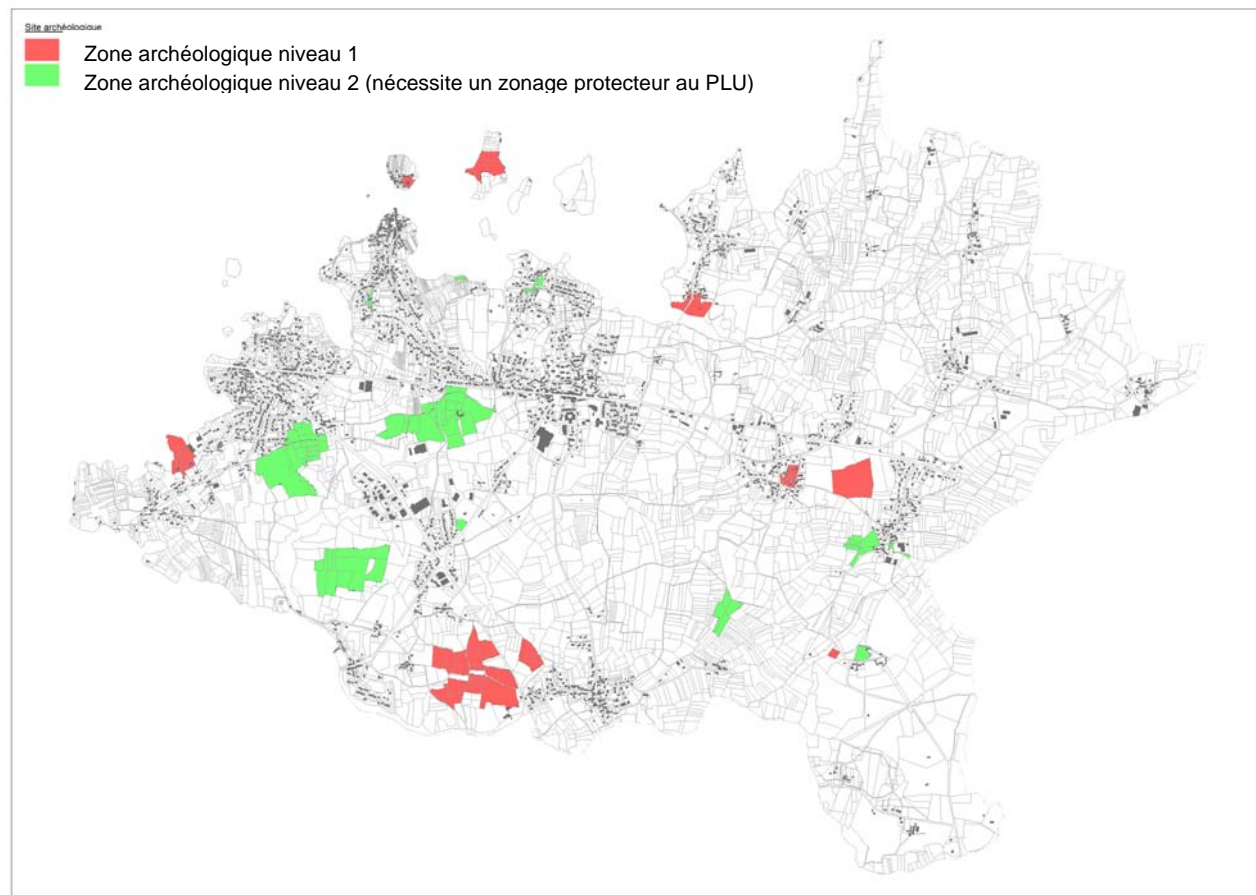 Site archéologique
Zone archéologique niveau 1
Zone archéologique niveau 2 (nécessite un zonage protecteur au PLU)